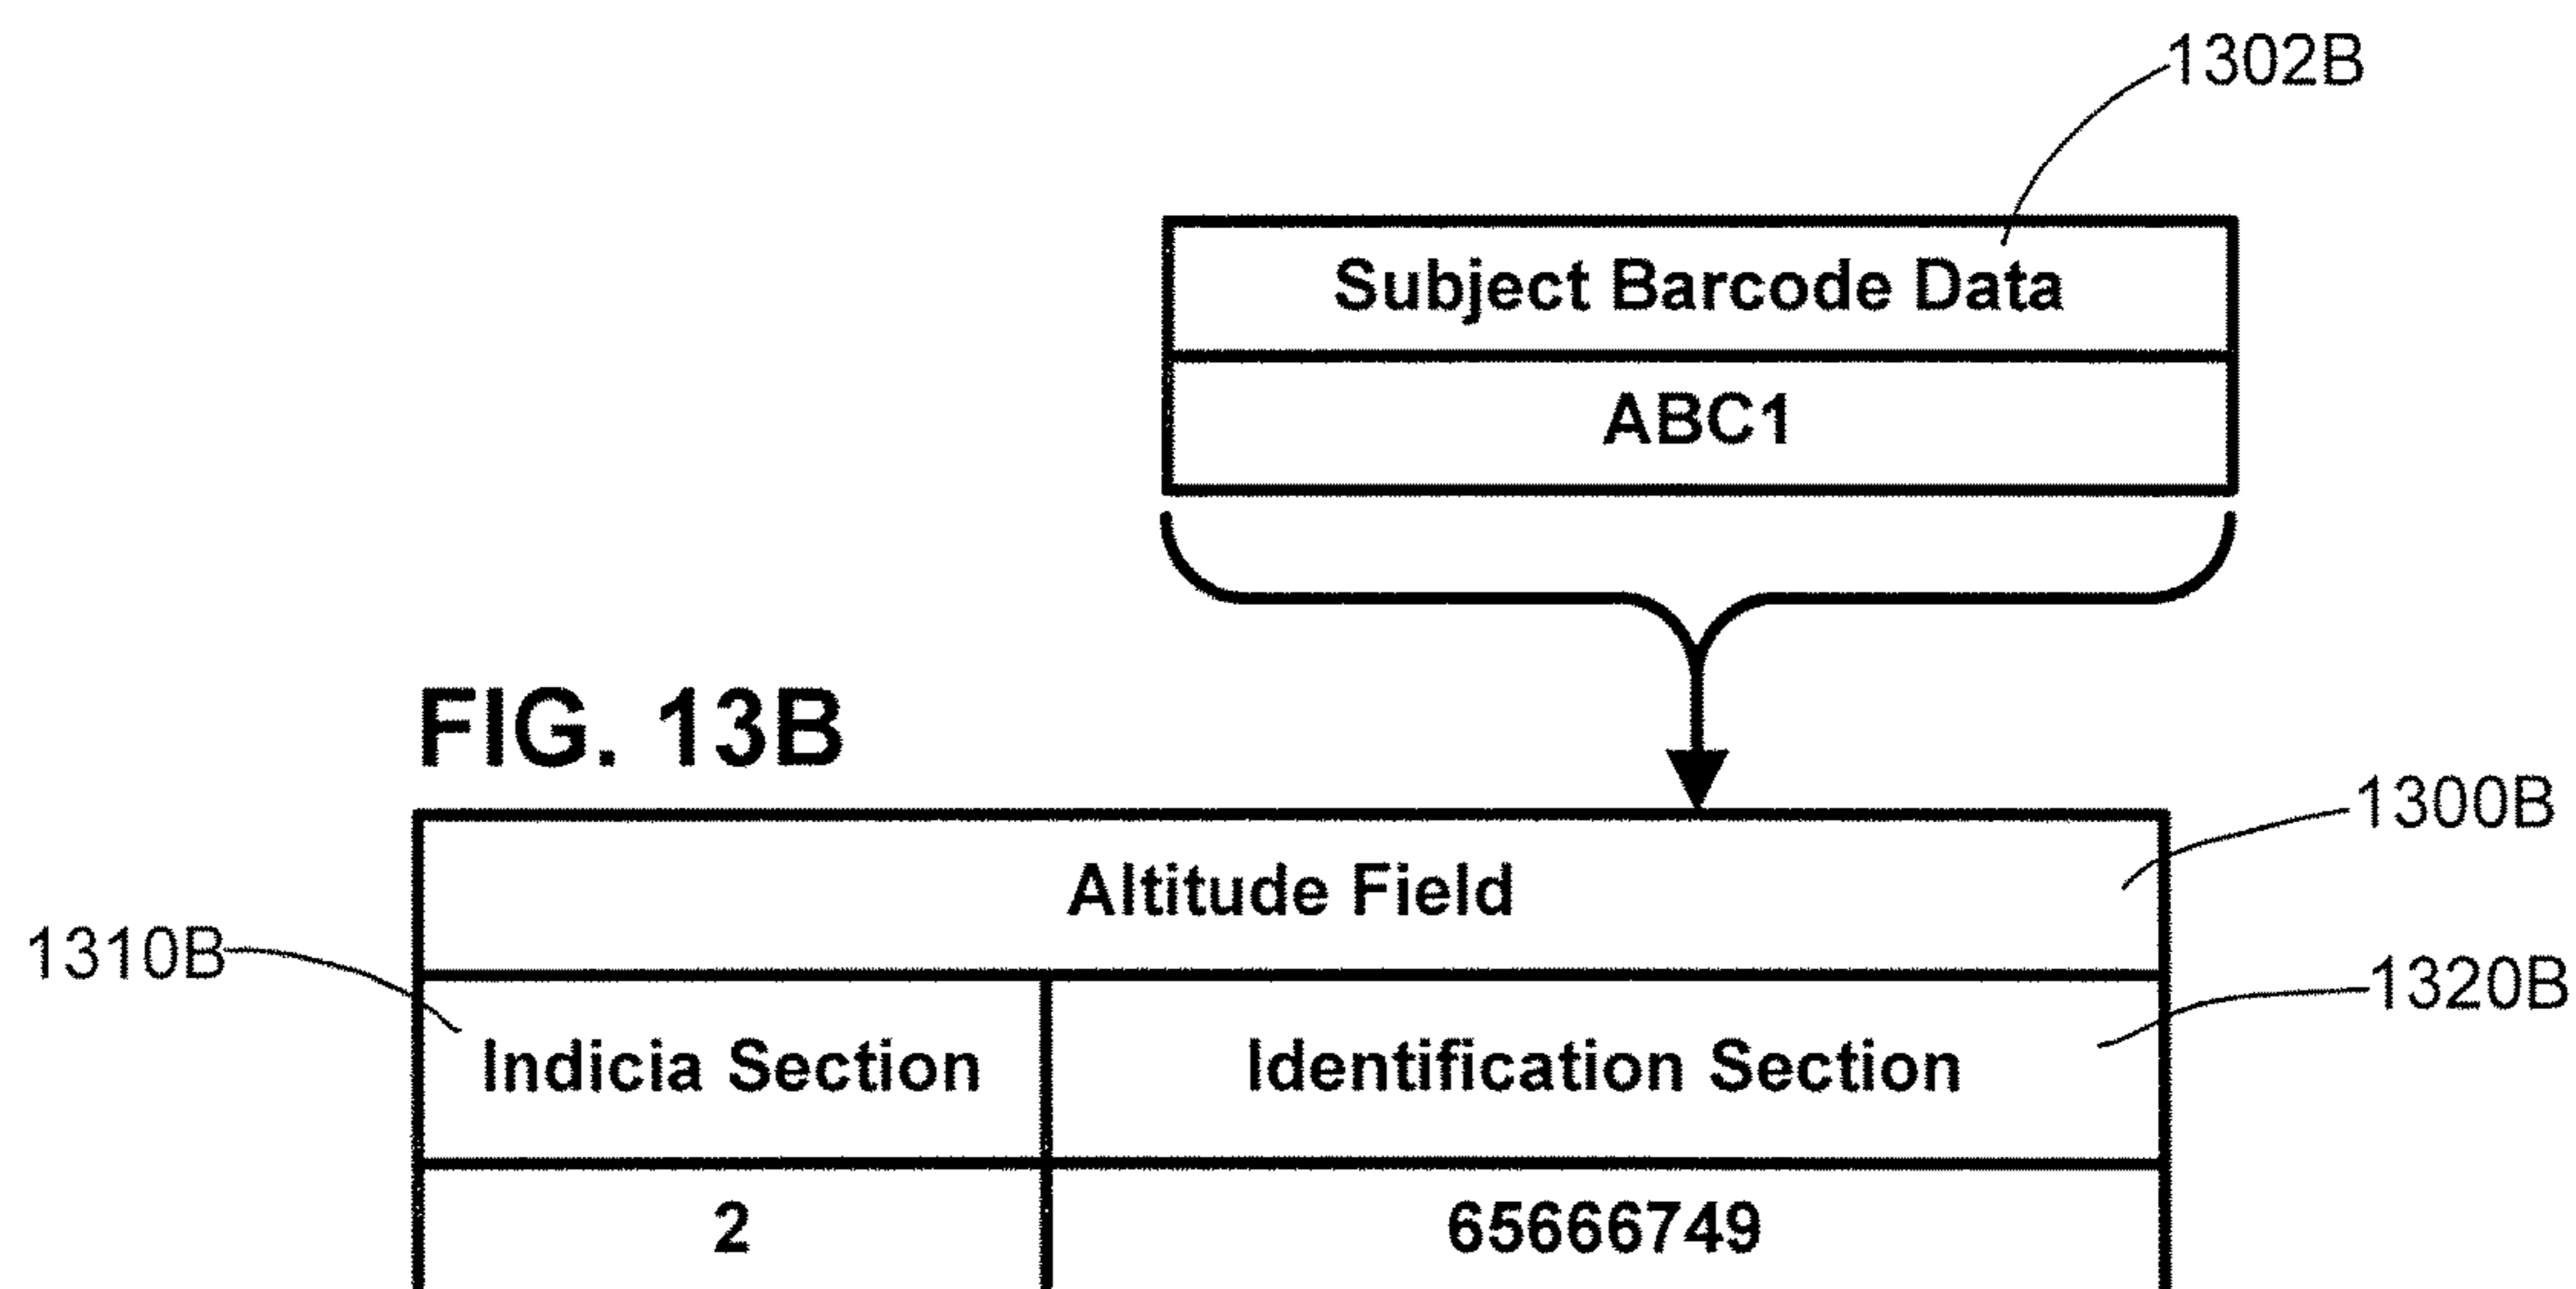 1302B
Subject Barcode Data
ABC1
FIG. 13B
1300B
Altitude Field
1310B
1320B
Indicia Section
Identification Section
2
65666749